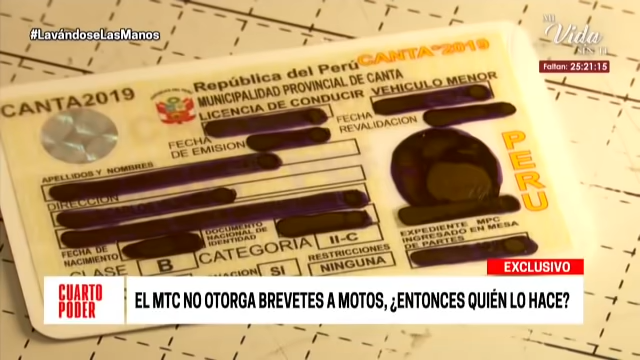 #LavándoseLasManos
MI
Vida
SIN TI
Faltan: 25:21:15
CANTA2019
CANTA-2019
República del Perú
MUNICIPALIDAD PROVINCIAL DE CANTA
LICENCIA DE CONDUCIR VEHICULO MENOR
FECHA
DE EMISION
FECHA
REVALIDACION
APELLIDOS Y NOMBRES
DIRECCION
FECHA DE
NACIMIENTO
DOCUMENTO
NACIONAL DE
IDENTIDAD
CLASE B
CATEGORIA II-C
SI
RESTRICCIONES
NINGUNA
EXPEDIENTE MPC
INGRESADO EN MESA
DE PARTES
PERU
EXCLUSIVO
CUARTO
PODER
EL MTC NO OTORGA BREVETES A MOTOS, ¿ENTONCES QUIÉN LO HACE?